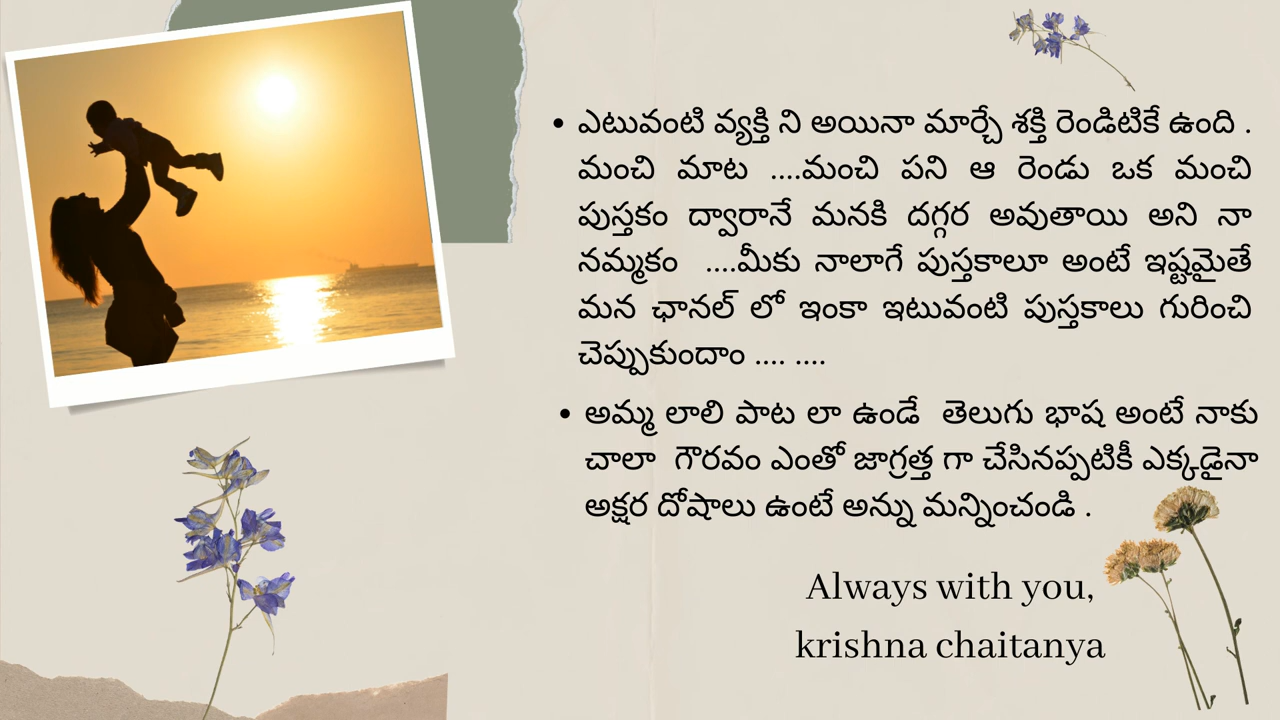 • ఎటువంటి వ్యక్తి ని అయినా మార్చే శక్తి రెండిటికే ఉంది .
మంచి మాట ....మంచి పని ఆ రెండు ఒక మంచి
పుస్తకం ద్వారానే మనకి దగ్గర అవుతాయి అని నా
నమ్మకం ....మీకు నాలాగే పుస్తకాలూ అంటే ఇష్టమైతే
మన ఛానల్ లో ఇంకా ఇటువంటి పుస్తకాలు గురించి
చెప్పుకుందాం .... ....
• అమ్మ లాలి పాట లా ఉండే తెలుగు భాష అంటే నాకు
చాలా గౌరవం ఎంతో జాగ్రత్త గా చేసినప్పటికీ ఎక్కడైనా
అక్షర దోషాలు ఉంటే అన్ను మన్నించండి .
Always with you,
krishna chaitanya